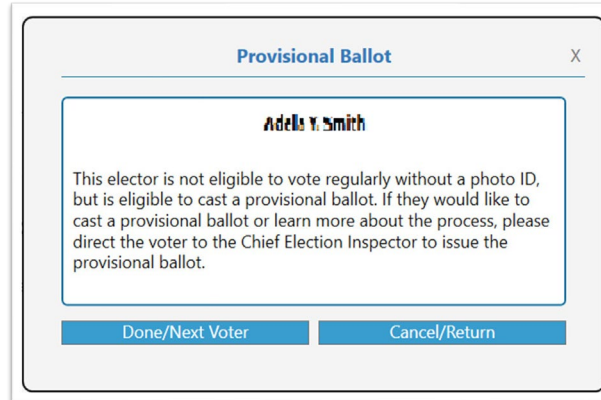 Provisional Ballot
X
Adella Y. Smith
This elector is not eligible to vote regularly without a photo ID,
but is eligible to cast a provisional ballot. If they would like to
cast a provisional ballot or learn more about the process, please
direct the voter to the Chief Election Inspector to issue the
provisional ballot.
Done/Next Voter
Cancel/Return